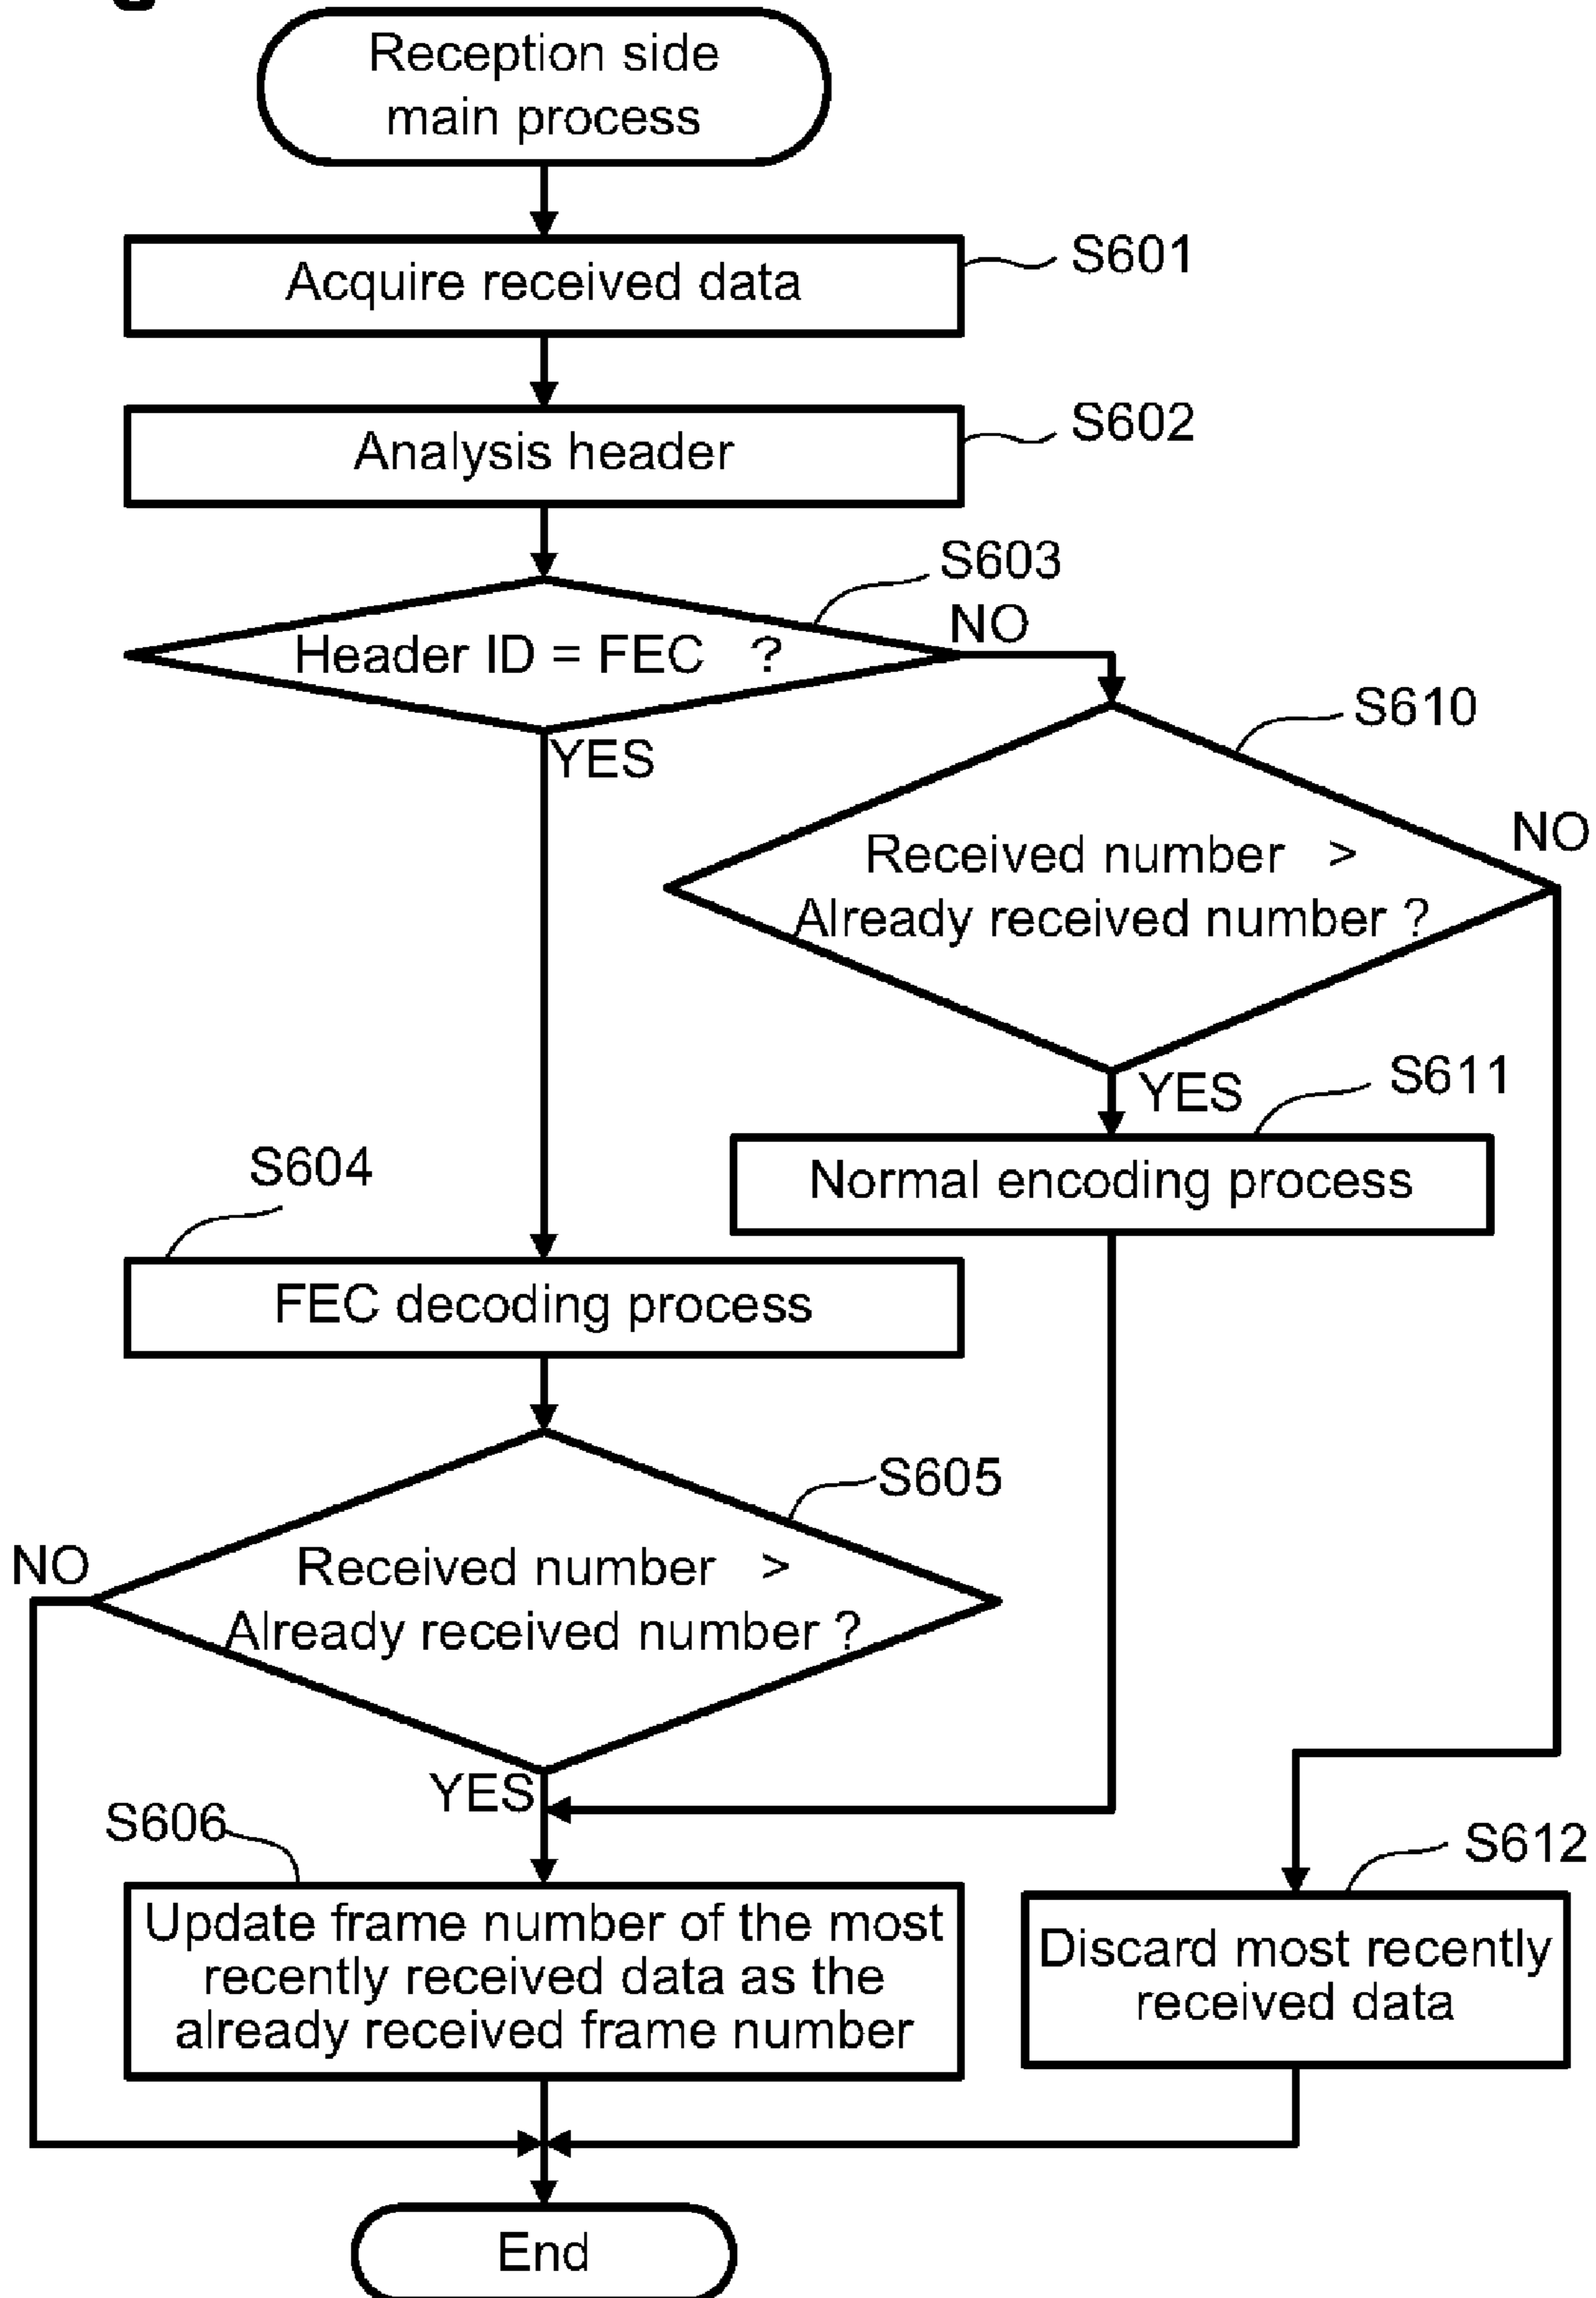 Reception side
main process
Acquire received data
S601
Analysis header
S602
S603
Header ID = FEC ?
NO
YES
S610
Received number >
Already received number ?
NO
YES
S611
Normal encoding process
S604
FEC decoding process
S605
Received number >
Already received number ?
NO
YES
S606
Update frame number of the most
recently received data as the
already received frame number
S612
Discard most recently
received data
End